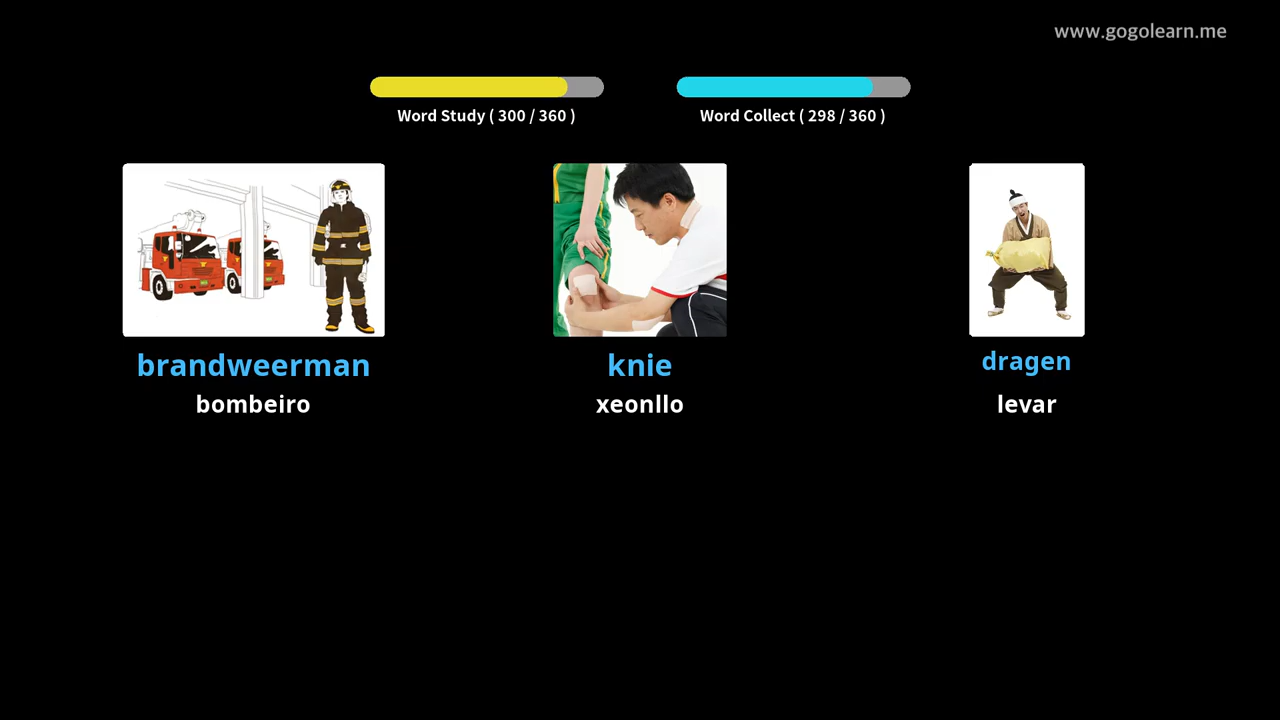 www.gogolearn.me
Word Study ( 300 / 360 )
Word Collect ( 298 / 360 )
brandweerman
knie
dragen
bombeiro
xeonllo
levar